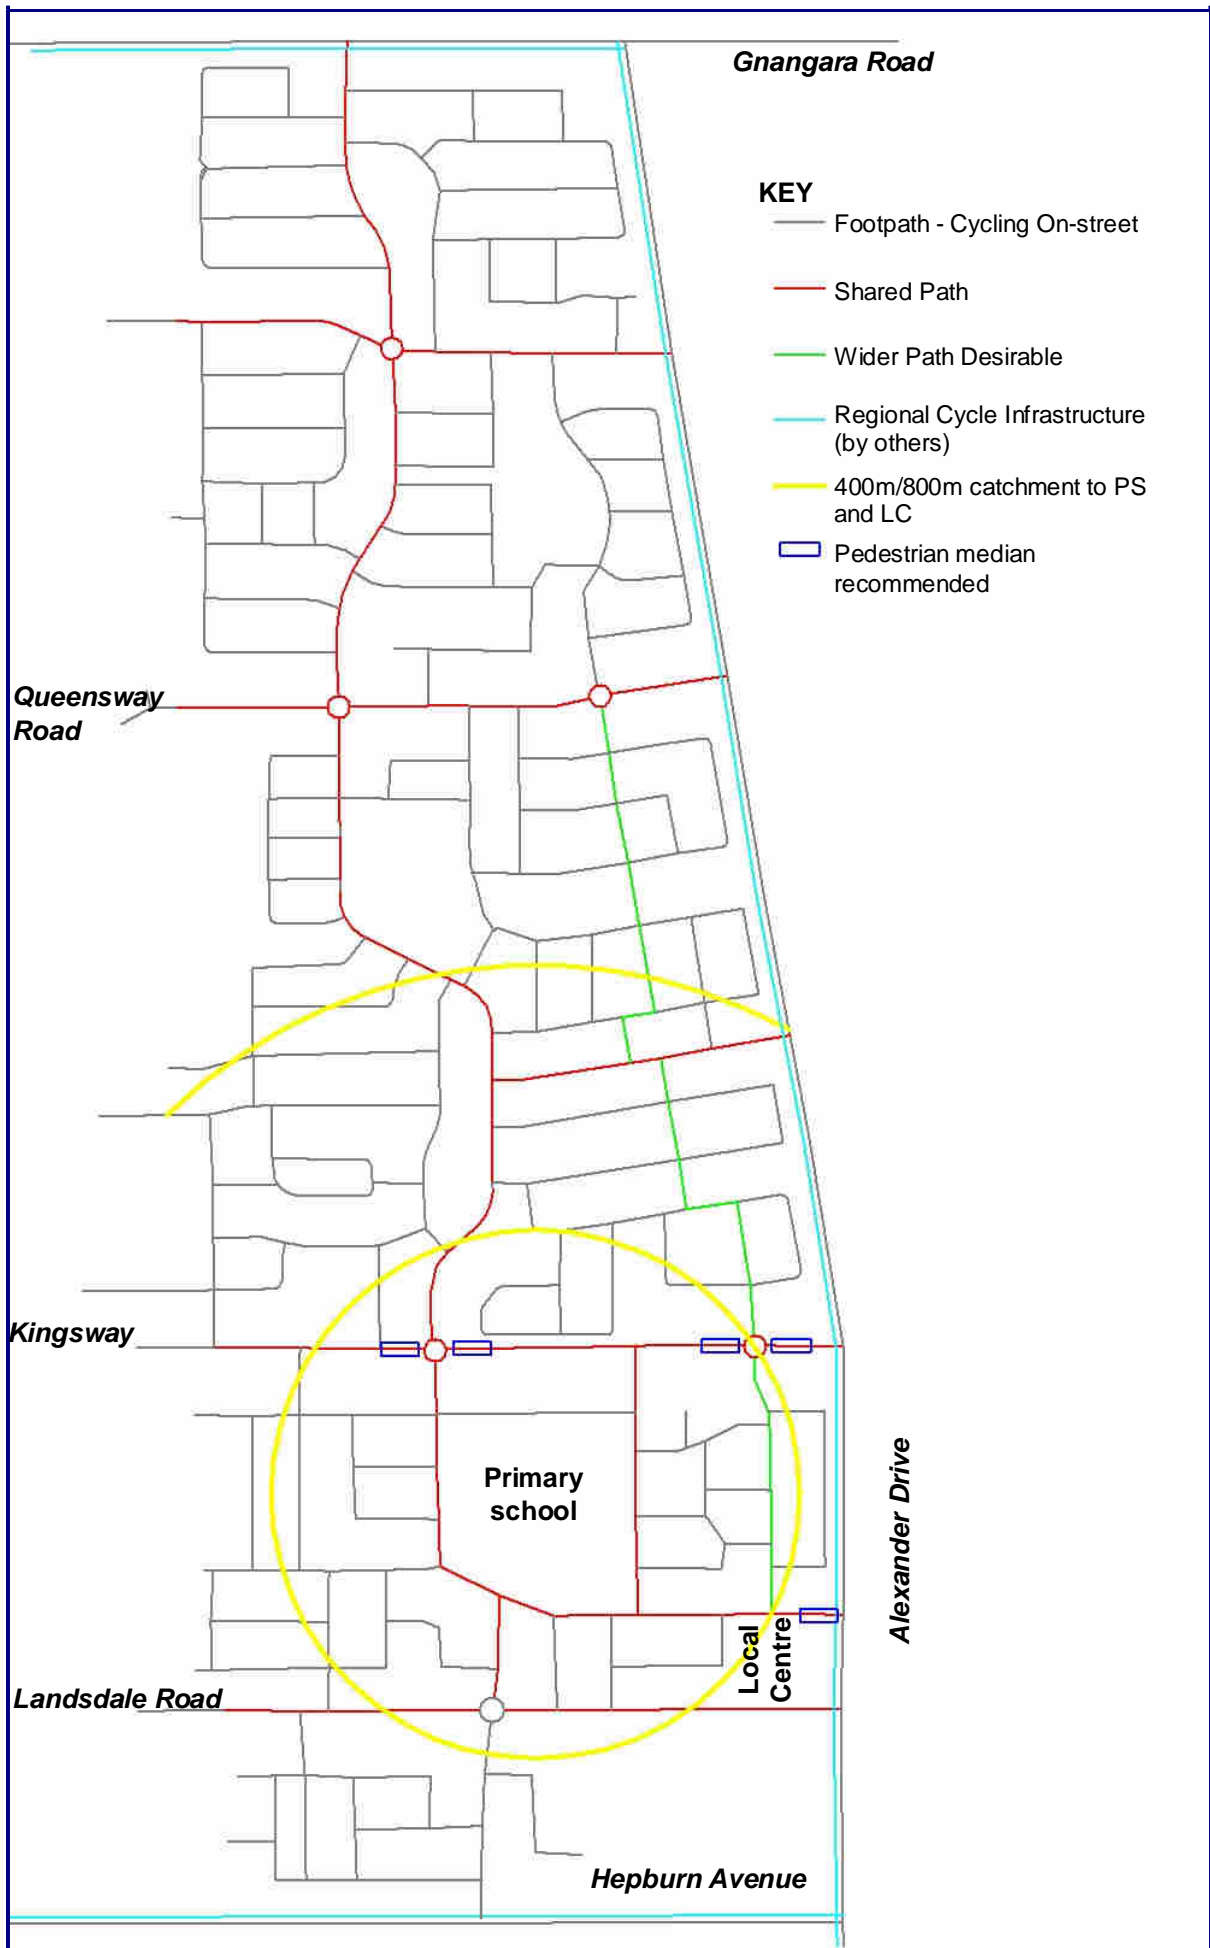 Gnangara Road
KEY
Footpath - Cycling On-street
Shared Path
Wider Path Desirable
Regional Cycle Infrastructure
(by others)
400m/800m catchment to PS
and LC
Pedestrian median
recommended
Queensway
Road
Kingsway
Primary
school
Alexander Drive
Local
Centre
Landsdale Road
Hepburn Avenue